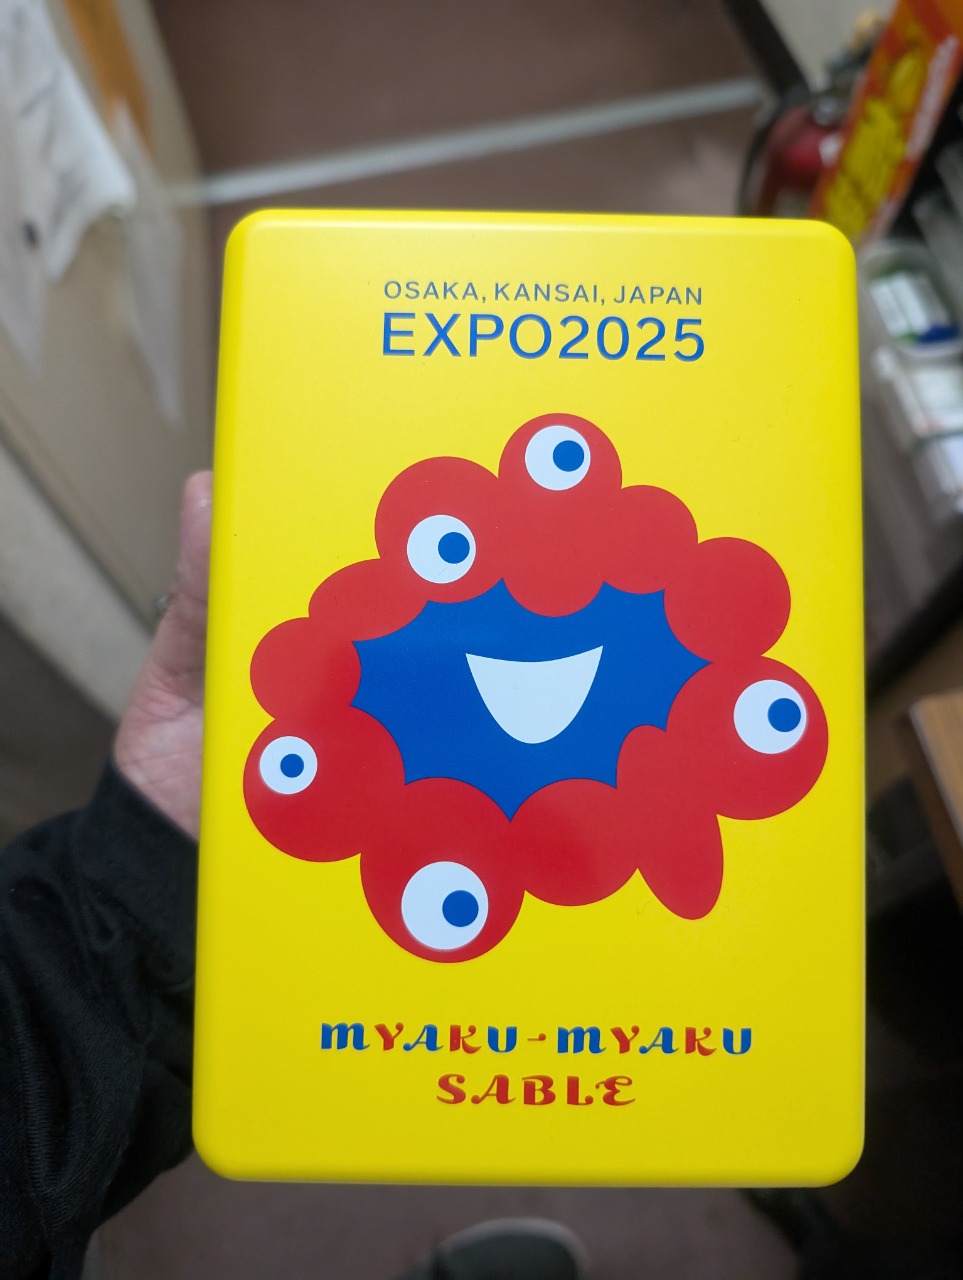 OSAKA, KANSAI, JAPAN
EXPO2025
MYAKU-MYAKU
SABLE